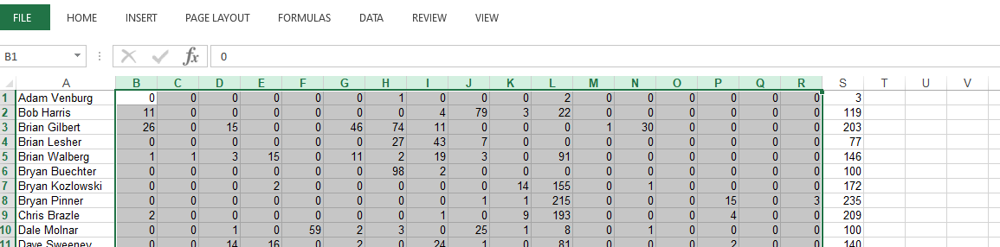 FILE HOME INSERT PAGE LAYOUT FORMULAS DATA REVIEW VIEW
B1 fx 0
A B C D E F G H I J K L M N O P Q R S T U V
1 Adam Venburg 0 0 0 0 0 0 1 0 0 0 2 0 0 0 0 0 0 3
2 Bob Harris 11 0 0 0 0 0 0 4 79 3 22 0 0 0 0 0 0 119
3 Brian Gilbert 26 0 15 0 0 46 74 11 0 0 0 1 30 0 0 0 0 203
4 Brian Lesher 0 0 0 0 0 0 27 43 7 0 0 0 0 0 0 0 0 77
5 Brian Walberg 1 1 3 15 0 11 2 19 3 0 91 0 0 0 0 0 0 146
6 Bryan Buechter 0 0 0 0 0 0 98 2 0 0 0 0 0 0 0 0 0 100
7 Bryan Kozlowski 0 0 0 2 0 0 0 0 0 14 155 0 1 0 0 0 0 172
8 Bryan Pinner 0 0 0 0 0 0 0 0 1 1 215 0 0 0 15 0 3 235
9 Chris Brazle 2 0 0 0 0 0 0 1 0 9 193 0 0 0 4 0 0 209
10 Dale Molnar 0 0 1 0 59 2 3 0 25 1 8 0 1 0 0 0 0 100
11 Dave Sweeney 0 0 14 16 0 2 0 24 1 0 81 0 0 0 2 0 0 140